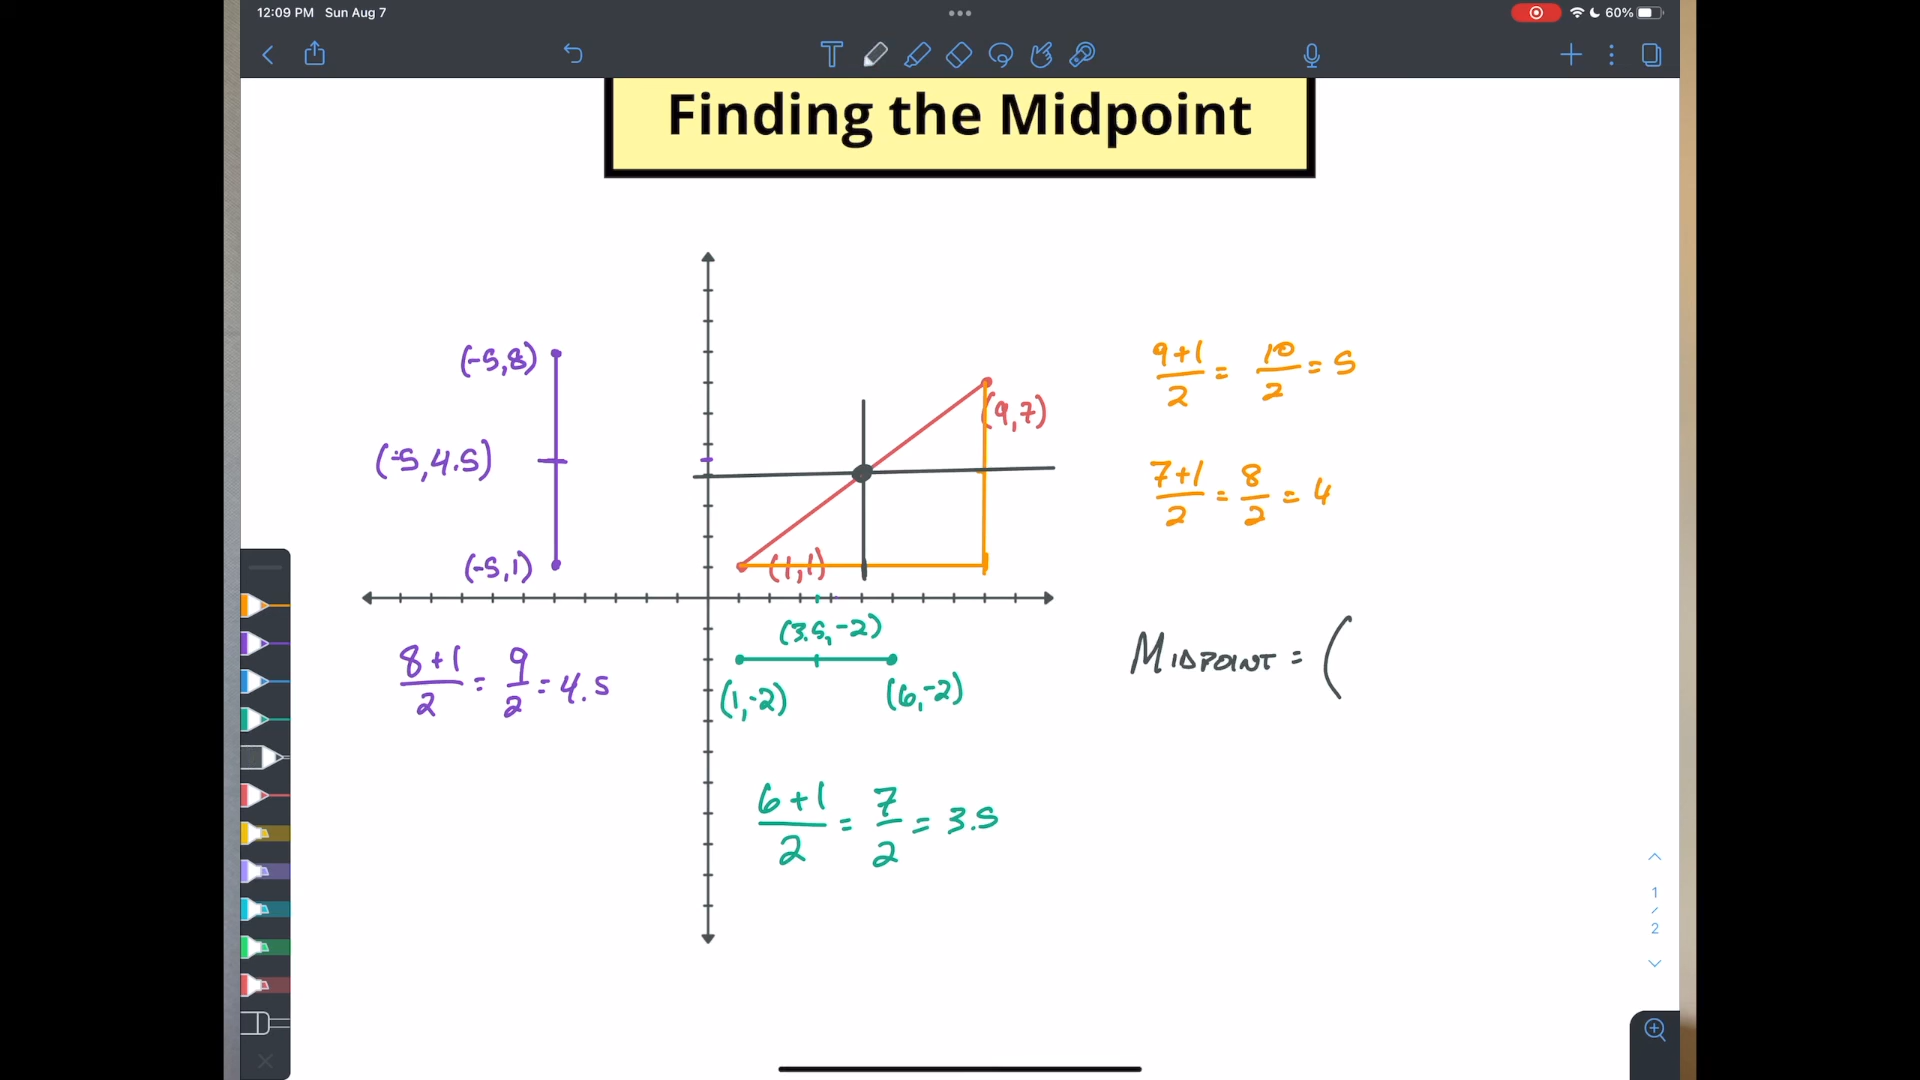 12:09 PM Sun Aug 7
60%
T
Finding the Midpoint
(-5,8)
(-5,4.5)
(-5,1)
8+1/2 = 9/2 = 4.5
(9,7)
(1,1)
(3.5,-2)
(1,-2)
(6,-2)
6+1/2 = 7/2 = 3.5
9+1/2 = 10/2 = 5
7+1/2 = 8/2 = 4
MIDPOINT = (
1
/
2